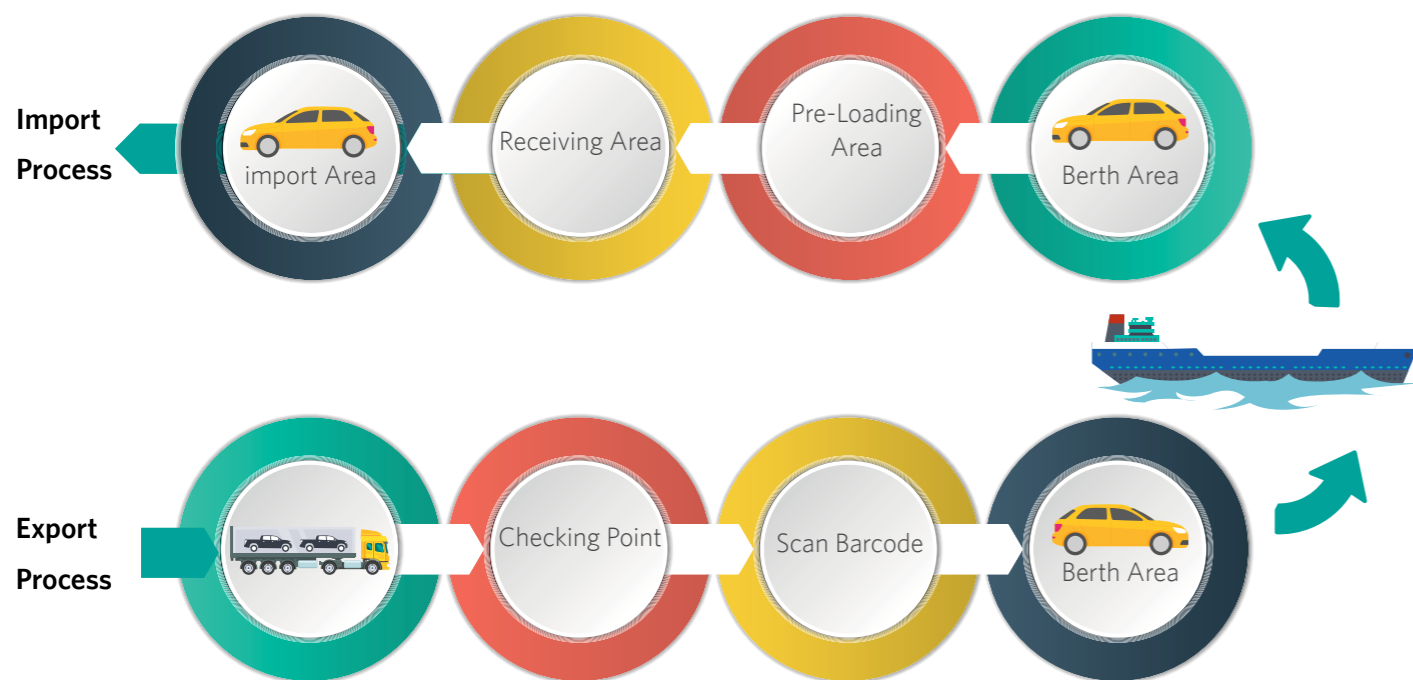 Import
Process
import Area
Receiving Area
Pre-Loading
Area
Berth Area
Export
Process
Checking Point
Scan Barcode
Berth Area